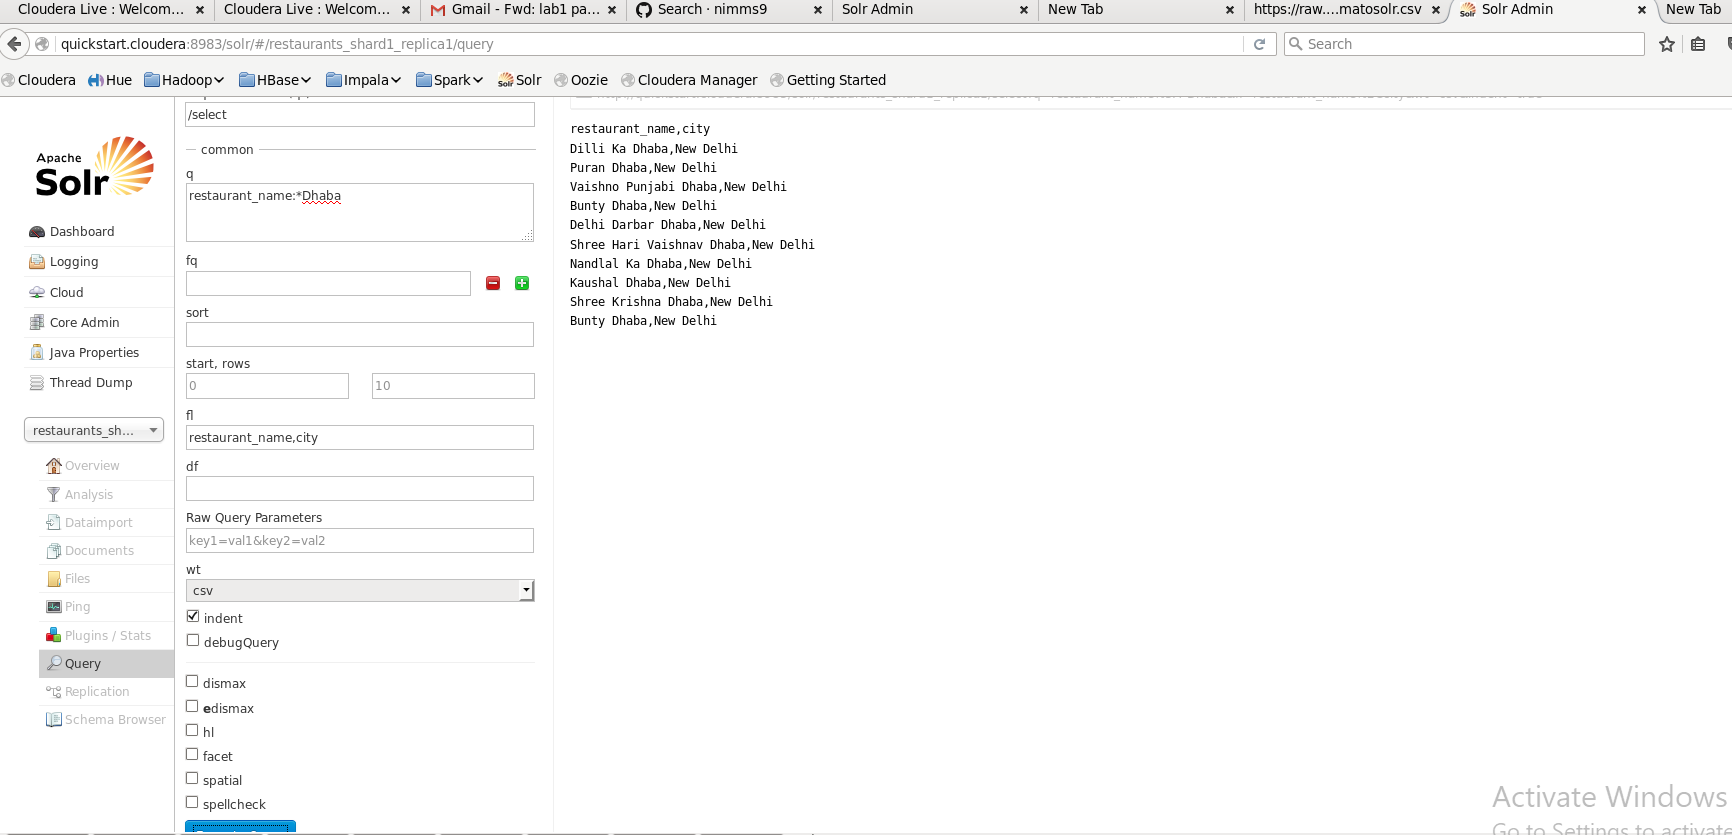 Cloudera Live : Welcom... × Cloudera Live : Welcom... × Gmail - Fwd: lab1 pa... × Search · nimms9 × Solr Admin × New Tab × https://raw....matosolr.csv × Solr Admin × New Tab
quickstart.cloudera:8983/solr/#/restaurants_shard1_replica1/query
Search
Cloudera Hue Hadoop HBase Impala Spark Solr Oozie Cloudera Manager Getting Started
Apache
Solr
Dashboard
Logging
Cloud
Core Admin
Java Properties
Thread Dump
restaurants_sh...
Overview
Analysis
Dataimport
Documents
Files
Ping
Plugins / Stats
Query
Replication
Schema Browser
/select
common
q
restaurant_name:*Dhaba
fq
sort
start, rows
0 10
fl
restaurant_name,city
df
Raw Query Parameters
key1=val1&key2=val2
wt
csv
indent
debugQuery
dismax
edismax
hl
facet
spatial
spellcheck
restaurant_name,city
Dilli Ka Dhaba,New Delhi
Puran Dhaba,New Delhi
Vaishno Punjabi Dhaba,New Delhi
Bunty Dhaba,New Delhi
Delhi Darbar Dhaba,New Delhi
Shree Hari Vaishnav Dhaba,New Delhi
Nandlal Ka Dhaba,New Delhi
Kaushal Dhaba,New Delhi
Shree Krishna Dhaba,New Delhi
Bunty Dhaba,New Delhi
Activate Windows
Go to Settings to activate